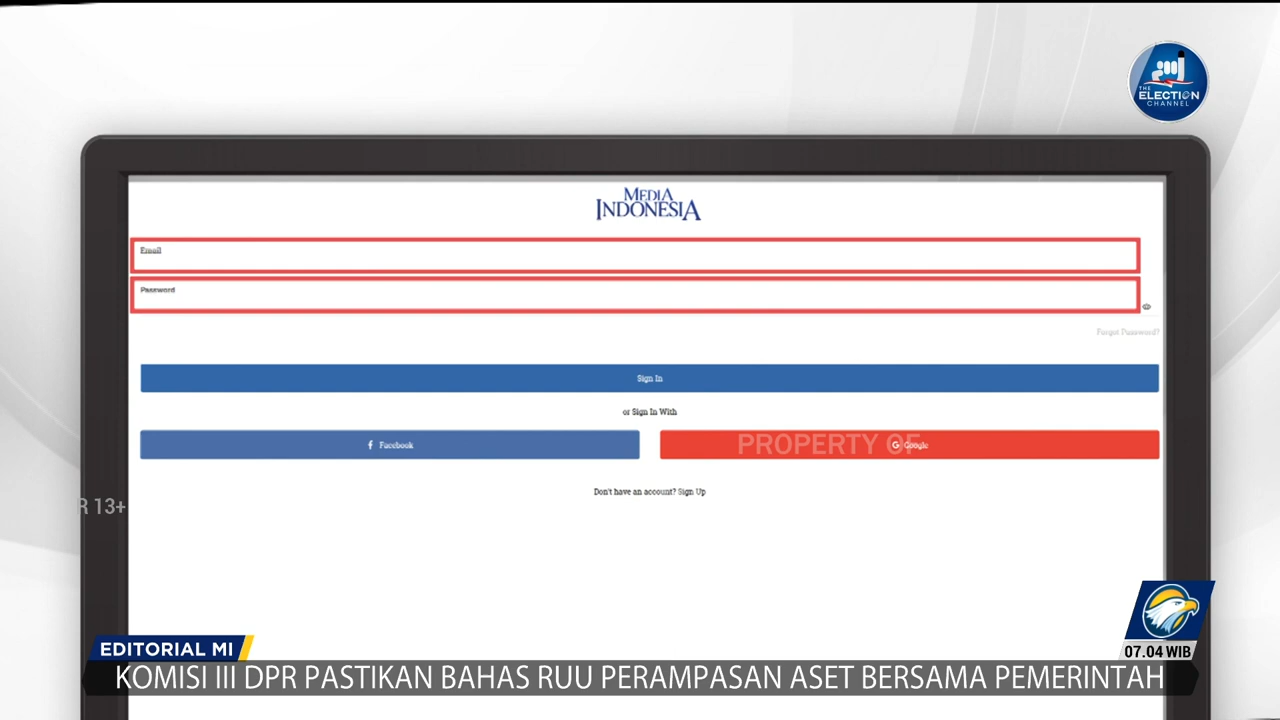 THE
ELECTION
CHANNEL
MEDIA
INDONESIA
Email
Password
Forgot Password?
Sign In
or Sign In With
Facebook
PROPERTY OF
G Google
R 13+
Don't have an account? Sign Up
EDITORIAL MI
07.04 WIB
KOMISI III DPR PASTIKAN BAHAS RUU PERAMPASAN ASET BERSAMA PEMERINTAH